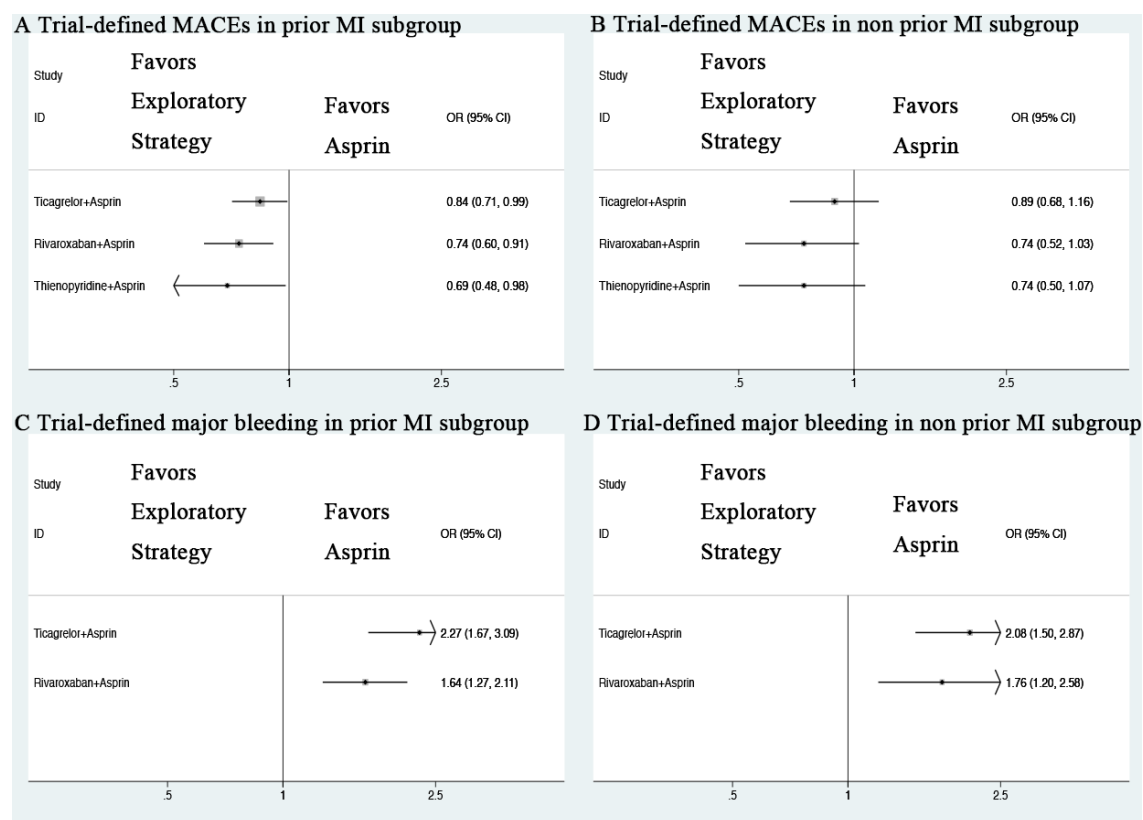 A Trial-defined MACEs in prior MI subgroup
Study
ID
Favors
Exploratory
Strategy
Favors
Asprin
OR (95% CI)
Ticagrelor+Asprin
0.84 (0.71, 0.99)
Rivaroxaban+Asprin
0.74 (0.60, 0.91)
Thienopyridine+Asprin
0.69 (0.48, 0.98)
.5
1
2.5
B Trial-defined MACEs in non prior MI subgroup
Study
ID
Favors
Exploratory
Strategy
Favors
Asprin
OR (95% CI)
Ticagrelor+Asprin
0.89 (0.68, 1.16)
Rivaroxaban+Asprin
0.74 (0.52, 1.03)
Thienopyridine+Asprin
0.74 (0.50, 1.07)
.5
1
2.5
C Trial-defined major bleeding in prior MI subgroup
Study
ID
Favors
Exploratory
Strategy
Favors
Asprin
OR (95% CI)
Ticagrelor+Asprin
2.27 (1.67, 3.09)
Rivaroxaban+Asprin
1.64 (1.27, 2.11)
.5
1
2.5
D Trial-defined major bleeding in non prior MI subgroup
Study
ID
Favors
Exploratory
Strategy
Favors
Asprin
OR (95% CI)
Ticagrelor+Asprin
2.08 (1.50, 2.87)
Rivaroxaban+Asprin
1.76 (1.20, 2.58)
.5
1
2.5